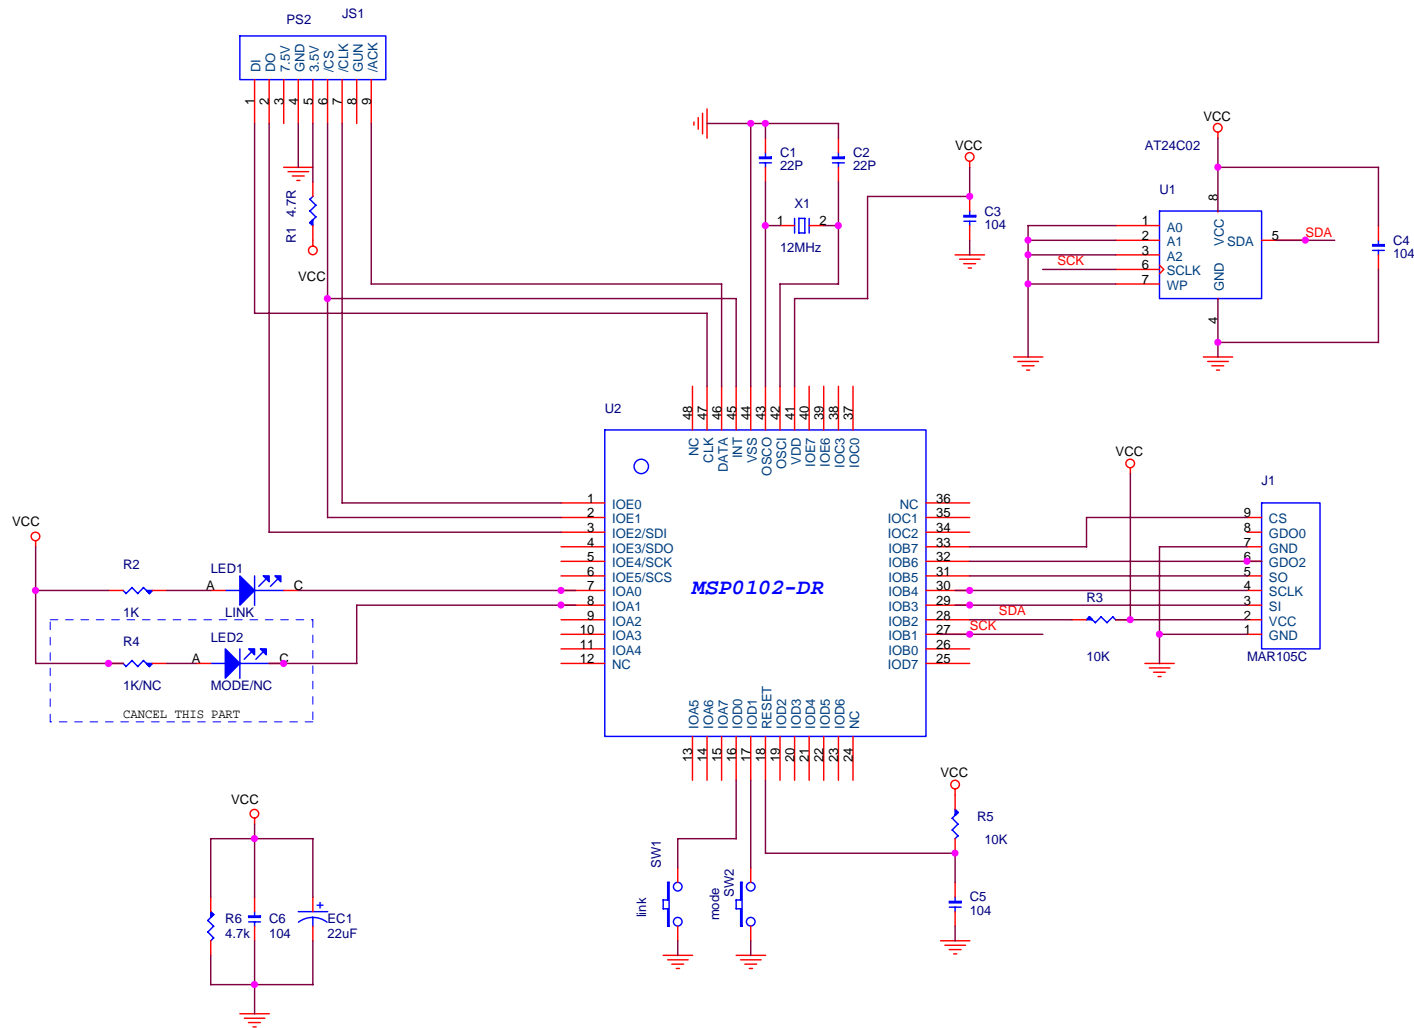 PS2 JS1
DI DO 7.5V GND 3.5V /CS /CLK GUN /ACK
1 2 3 4 5 6 7 8 9
R1 4.7R
VCC
C1
22P
C2
22P
X1
1 2
12MHz
VCC
C3
104
VCC
AT24C02
U1
8
1 A0
2 A1
3 A2
6 SCLK
7 WP
SCK
VCC
GND
SDA 5 SDA
4
C4
104
U2
48 47 46 45 44 43 42 41 40 39 38 37
NC CLK DATA INT VSS OSCO OSCI VDD IOE7 IOE6 IOC3 IOC0
MSP0102-DR
1 IOE0
2 IOE1
3 IOE2/SDI
4 IOE3/SDO
5 IOE4/SCK
6 IOE5/SCS
7 IOA0
8 IOA1
9 IOA2
10 IOA3
11 IOA4
12 NC
NC 36
IOC1 35
IOC2 34
IOB7 33
IOB6 32
IOB5 31
IOB4 30
IOB3 29
IOB2 28
IOB1 27
IOB0 26
IOD7 25
IOA5 IOA6 IOA7 IOD0 IOD1 RESET IOD2 IOD3 IOD4 IOD5 IOD6 NC
13 14 15 16 17 18 19 20 21 22 23 24
SDA
SCK
R3
10K
VCC
J1
9 CS
8 GDO0
7 GND
6 GDO2
5 SO
4 SCLK
3 SI
2 VCC
1 GND
MAR105C
VCC
R2
1K
A LED1 C
LINK
R4
1K/NC
A LED2 C
MODE/NC
CANCEL THIS PART
VCC
R6
4.7k
C6
104
+
EC1
22uF
SW1
link
SW2
mode
VCC
R5
10K
C5
104